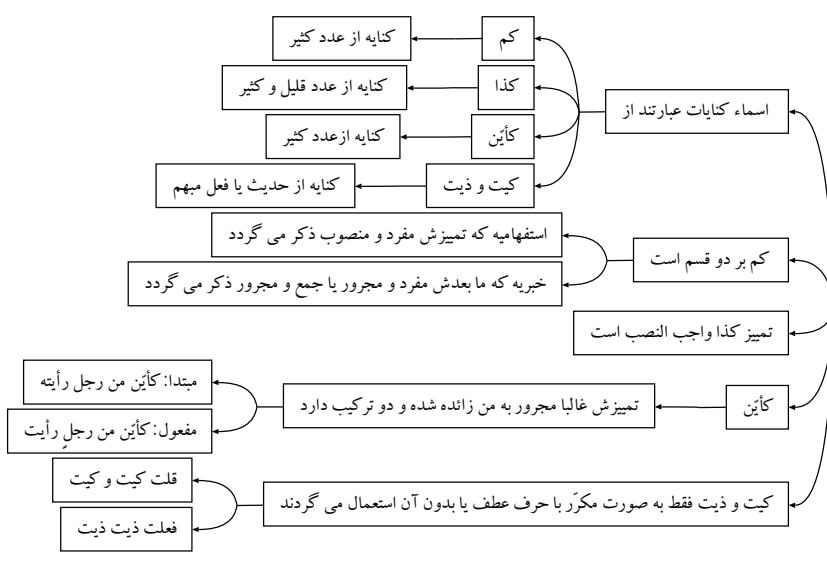 اسماء کنایات عبارتند از
کم
کنایه از عدد کثیر
کذا
کنایه از عدد قلیل و کثیر
کأیّن
کنایه ازعدد کثیر
کیت و ذیت
کنایه از حدیث یا فعل مبهم
کم بر دو قسم است
استفهامیه که تمییزش مفرد و منصوب ذکر می گردد
خبریه که ما بعدش مفرد و مجرور یا جمع و مجرور ذکر می گردد
تمییز کذا واجب النصب است
کأیّن
تمییزش غالبا مجرور به من زائده شده و دو ترکیب دارد
مبتدا: کأیّن من رجل رأیته
مفعول: کأیّن من رجلٍ رأیت
کیت و ذیت فقط به صورت مکرّر با حرف عطف یا بدون آن استعمال می گردند
قلت کیت و کیت
فعلت ذیت ذیت